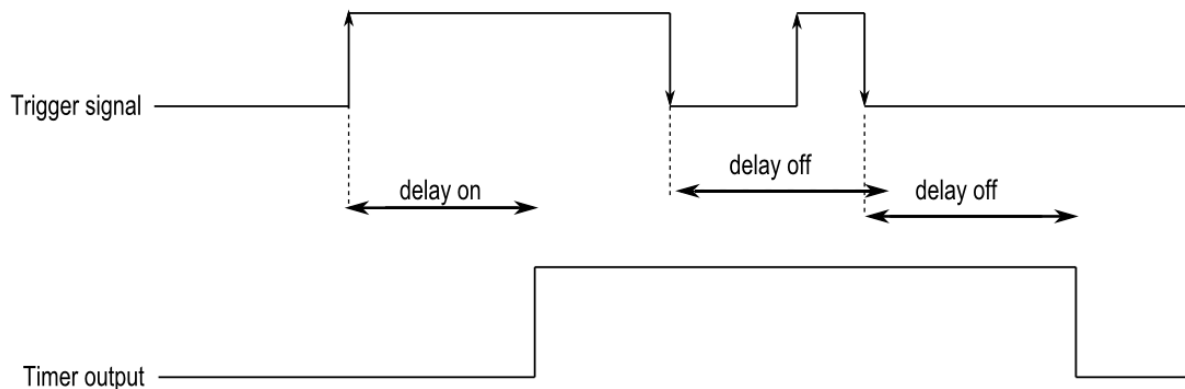 Trigger signal
delay on
delay off
delay off
Timer output